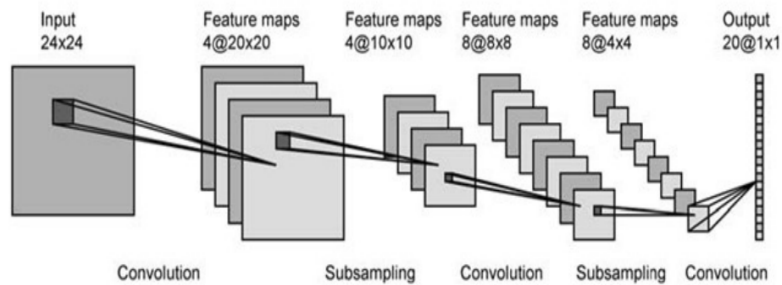 Input
24x24
Feature maps
4@20x20
Feature maps
4@10x10
Feature maps
8@8x8
Feature maps
8@4x4
Output
20@1x1
Convolution
Subsampling
Convolution
Subsampling
Convolution